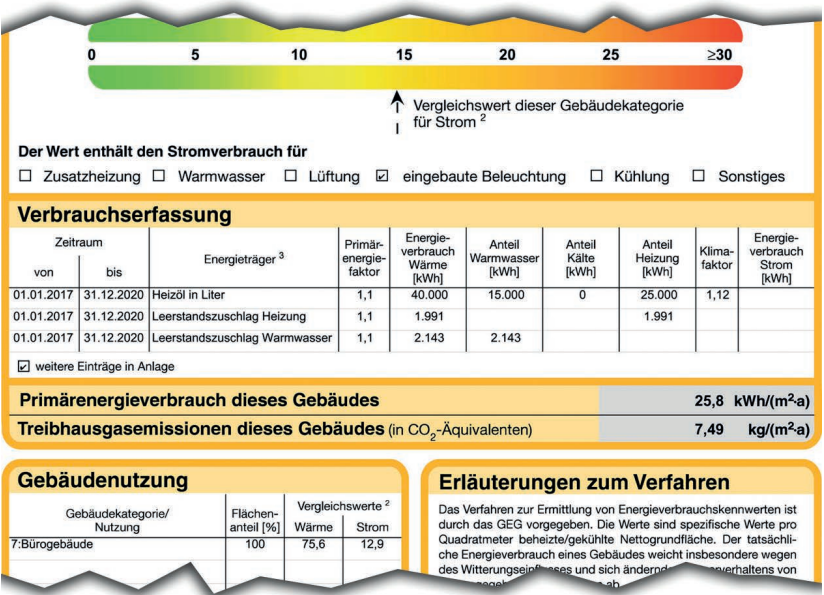 0 5 10 15 20 25 ≥30
Vergleichswert dieser Gebäudekategorie
für Strom 2
Der Wert enthält den Stromverbrauch für
☐ Zusatzheizung ☐ Warmwasser ☐ Lüftung ☑ eingebaute Beleuchtung ☐ Kühlung ☐ Sonstiges
Verbrauchserfassung
Zeitraum
von bis
Energieträger 3
Primär-
energie-
faktor
Energie-
verbrauch
Wärme
[kWh]
Anteil
Warmwasser
[kWh]
Anteil
Kälte
[kWh]
Anteil
Heizung
[kWh]
Klima-
faktor
Energie-
verbrauch
Strom
[kWh]
01.01.2017 31.12.2020 Heizöl in Liter 1,1 40.000 15.000 0 25.000 1,12
01.01.2017 31.12.2020 Leerstandszuschlag Heizung 1,1 1.991 1.991
01.01.2017 31.12.2020 Leerstandszuschlag Warmwasser 1,1 2.143 2.143
☑ weitere Einträge in Anlage
Primärenergieverbrauch dieses Gebäudes 25,8 kWh/(m²·a)
Treibhausgasemissionen dieses Gebäudes (in CO₂-Äquivalenten) 7,49 kg/(m²·a)
Gebäudenutzung
Gebäudekategorie/
Nutzung
Flächen-
anteil [%]
Vergleichswerte 2
Wärme Strom
7:Bürogebäude 100 75,6 12,9
Erläuterungen zum Verfahren
Das Verfahren zur Ermittlung von Energieverbrauchskennwerten ist
durch das GEG vorgegeben. Die Werte sind spezifische Werte pro
Quadratmeter beheizte/gekühlte Nettogrundfläche. Der tatsächli-
che Energieverbrauch eines Gebäudes weicht insbesondere wegen
des Witterungseinflusses und sich ändernd von
ab